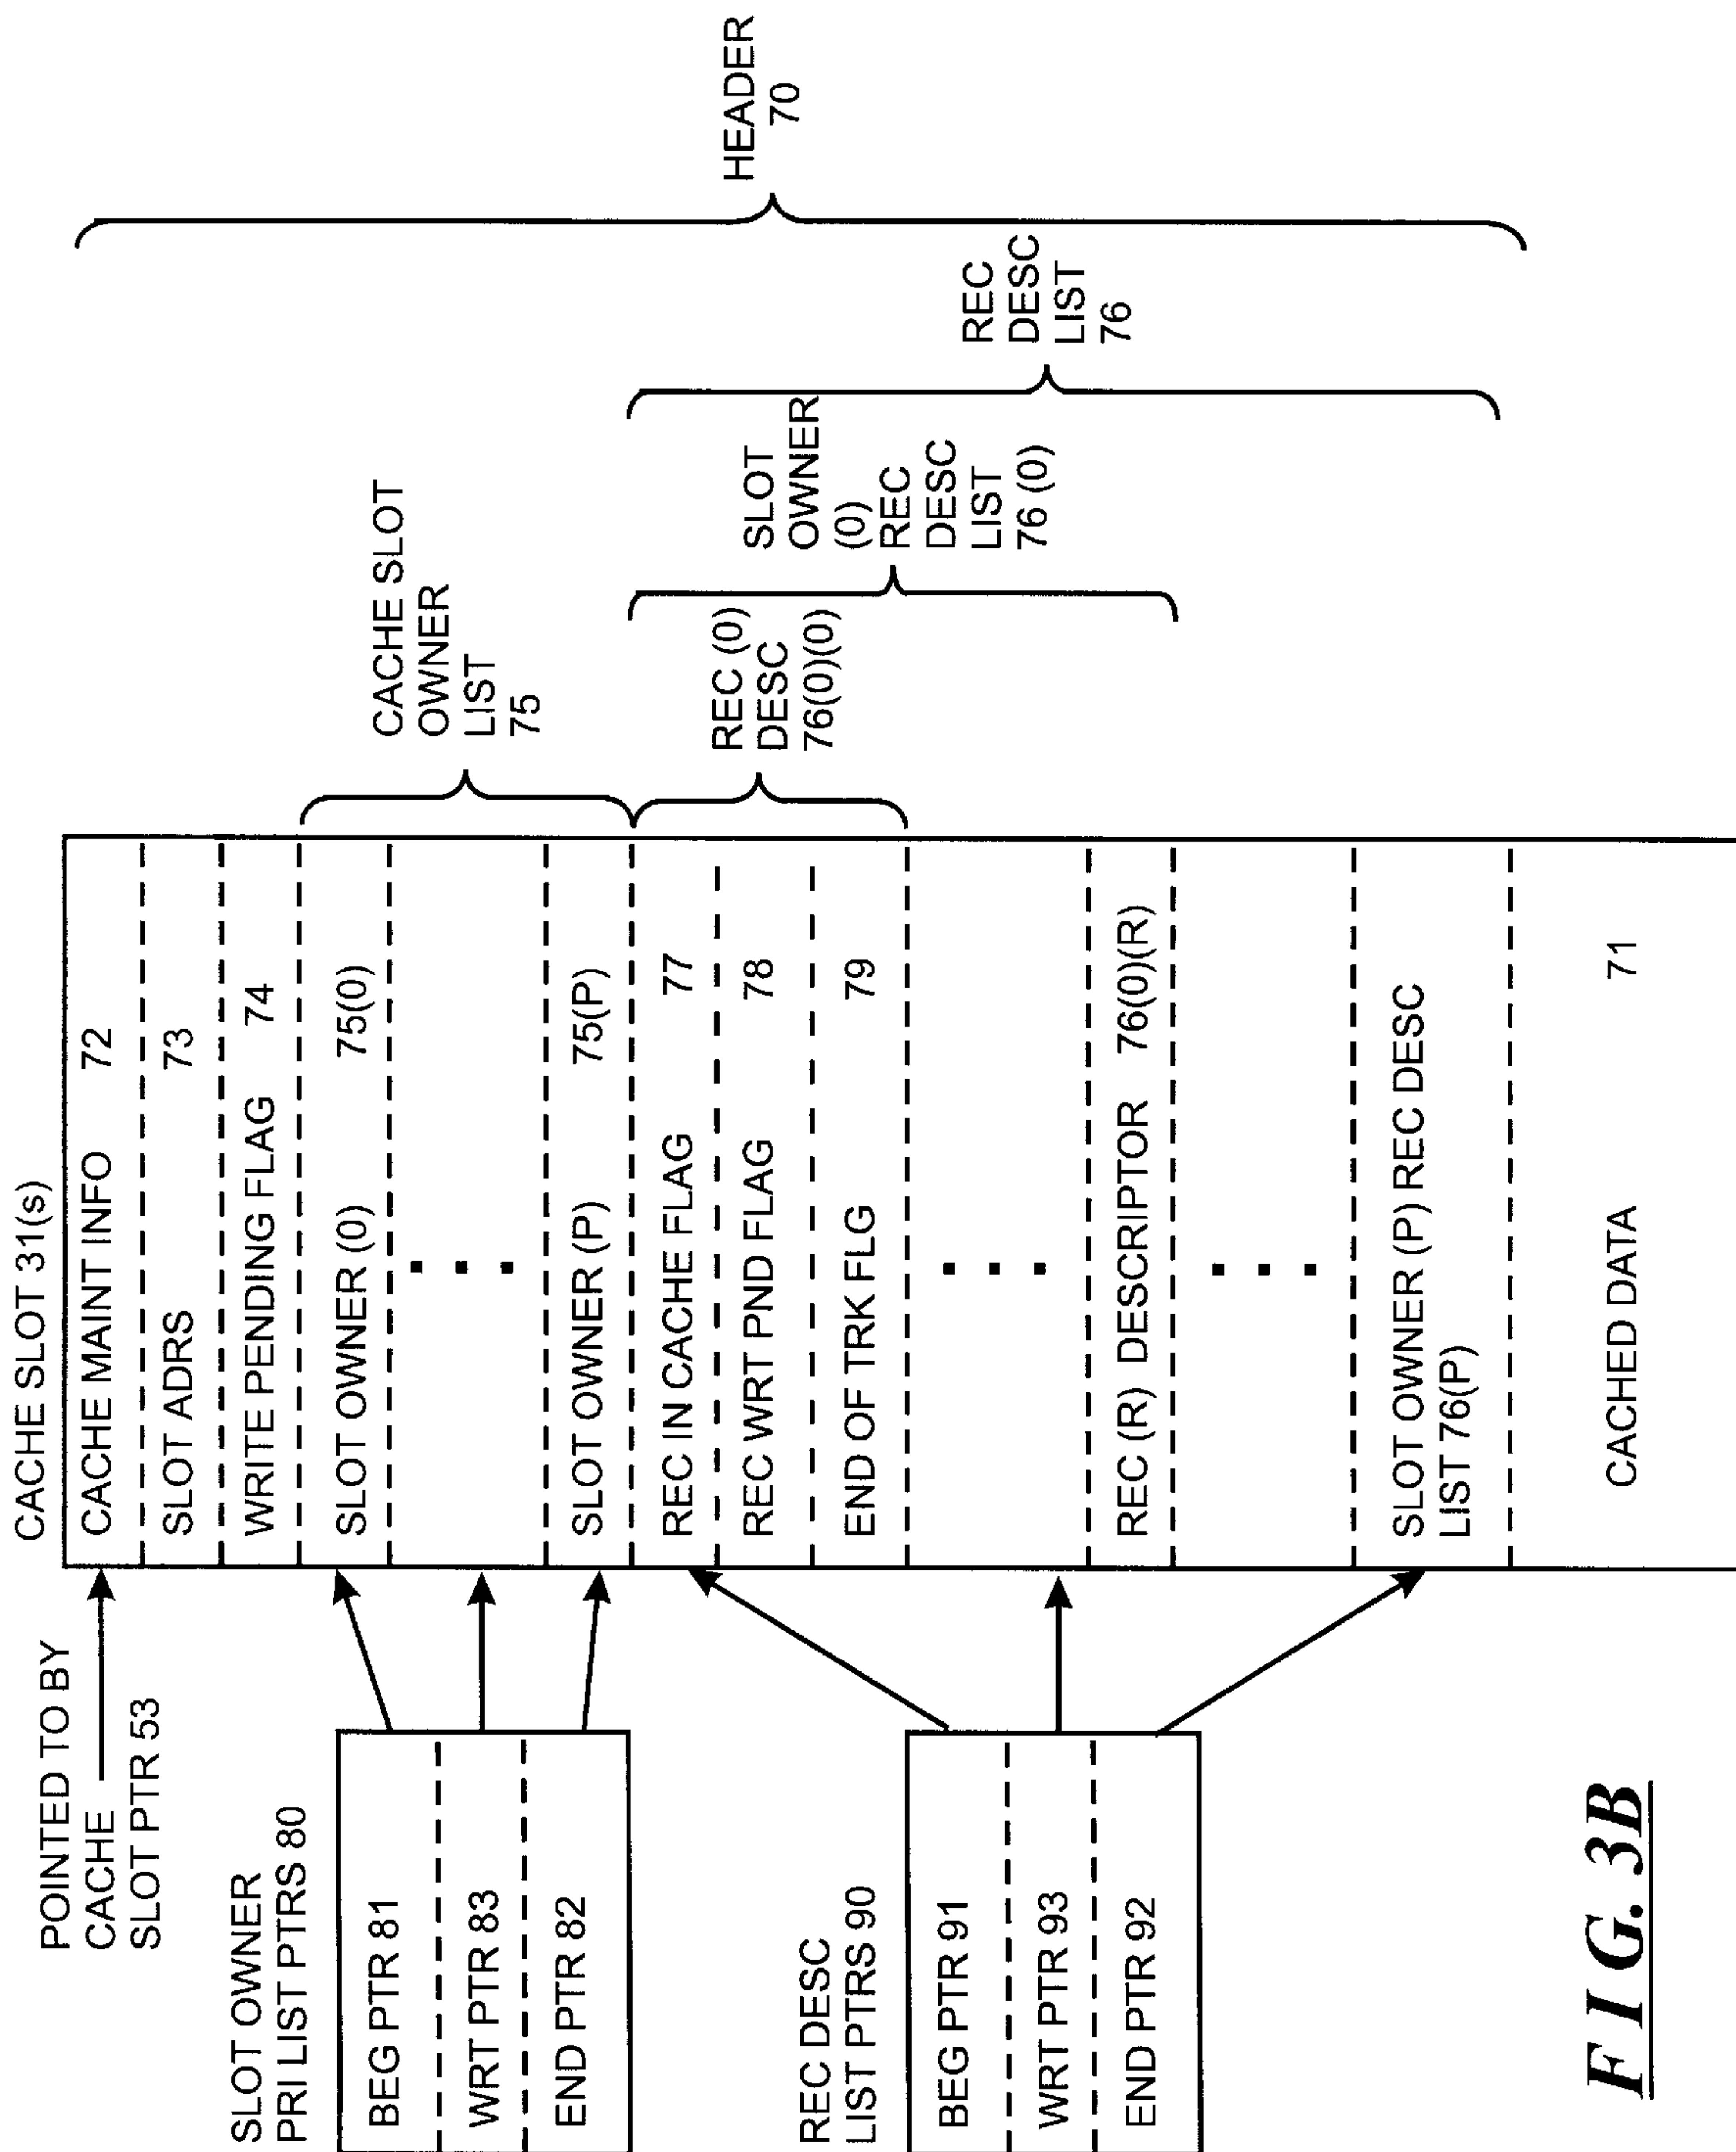 CACHE SLOT 31(s)
POINTED TO BY
CACHE
SLOT PTR 53
CACHE MAINT INFO 72
SLOT ADRS 73
WRITE PENDING FLAG 74
SLOT OWNER (0) 75(0)
SLOT OWNER (P) 75(P)
REC IN CACHE FLAG 77
REC WRT PND FLAG 78
END OF TRK FLG 79
REC (R) DESCRIPTOR 76(0)(R)
SLOT OWNER (P) REC DESC
LIST 76(P)
CACHED DATA 71
SLOT OWNER
PRI LIST PTRS 80
BEG PTR 81
WRT PTR 83
END PTR 82
REC DESC
LIST PTRS 90
BEG PTR 91
WRT PTR 93
END PTR 92
CACHE SLOT
OWNER
LIST
75
REC (0)
DESC
76(0)(0)
SLOT
OWNER
(0)
REC
DESC
LIST
76 (0)
REC
DESC
LIST
76
HEADER
70
FIG. 3B